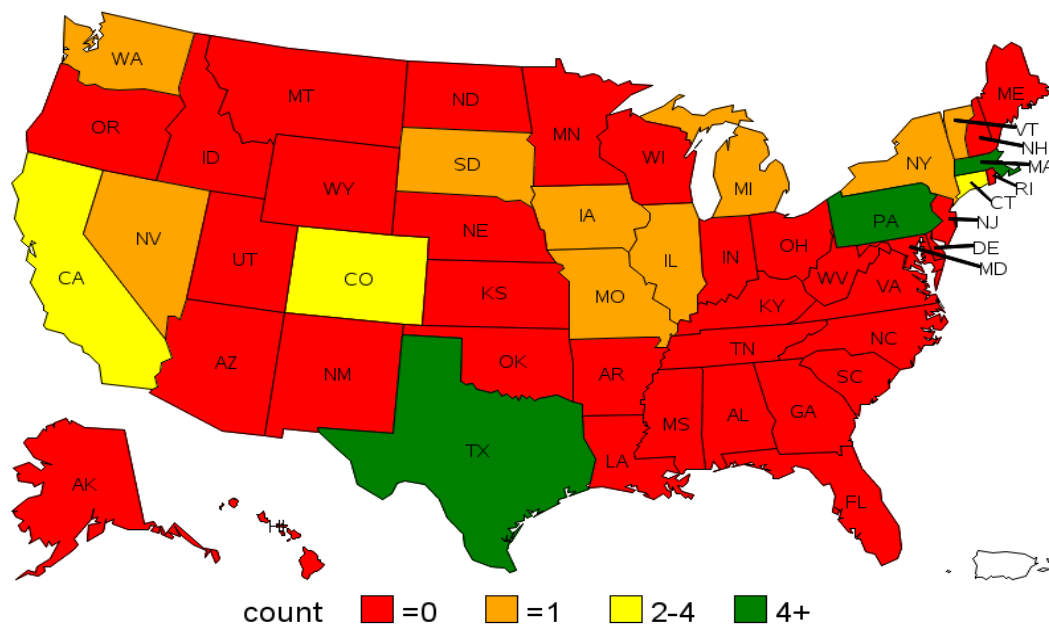 WA
MT
ND
ME
OR
MN
VT
ID
WI
NH
SD
NY
MA
WY
MI
RI
IA
CT
NE
PA
NJ
NV
UT
OH
DE
CA
CO
IL
IN
MD
WV
VA
KS
MO
KY
NC
TN
AZ
NM
OK
AR
SC
MS
AL
GA
TX
LA
AK
FL
HI
count =0 =1 2-4 4+